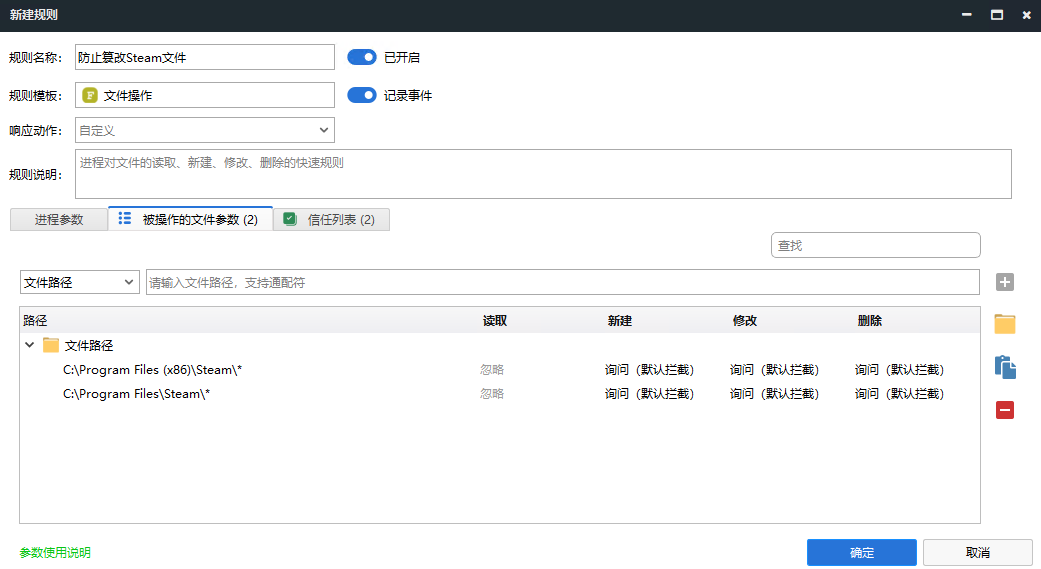 新建规则
规则名称： 防止篡改Steam文件 已开启
规则模板： F 文件操作 记录事件
响应动作： 自定义
规则说明： 进程对文件的读取、新建、修改、删除的快速规则
进程参数 被操作的文件参数 (2) 信任列表 (2)
查找
文件路径 请输入文件路径，支持通配符
路径 读取 新建 修改 删除
文件路径
C:\Program Files (x86)\Steam\* 忽略 询问（默认拦截） 询问（默认拦截） 询问（默认拦截）
C:\Program Files\Steam\* 忽略 询问（默认拦截） 询问（默认拦截） 询问（默认拦截）
参数使用说明 确定 取消